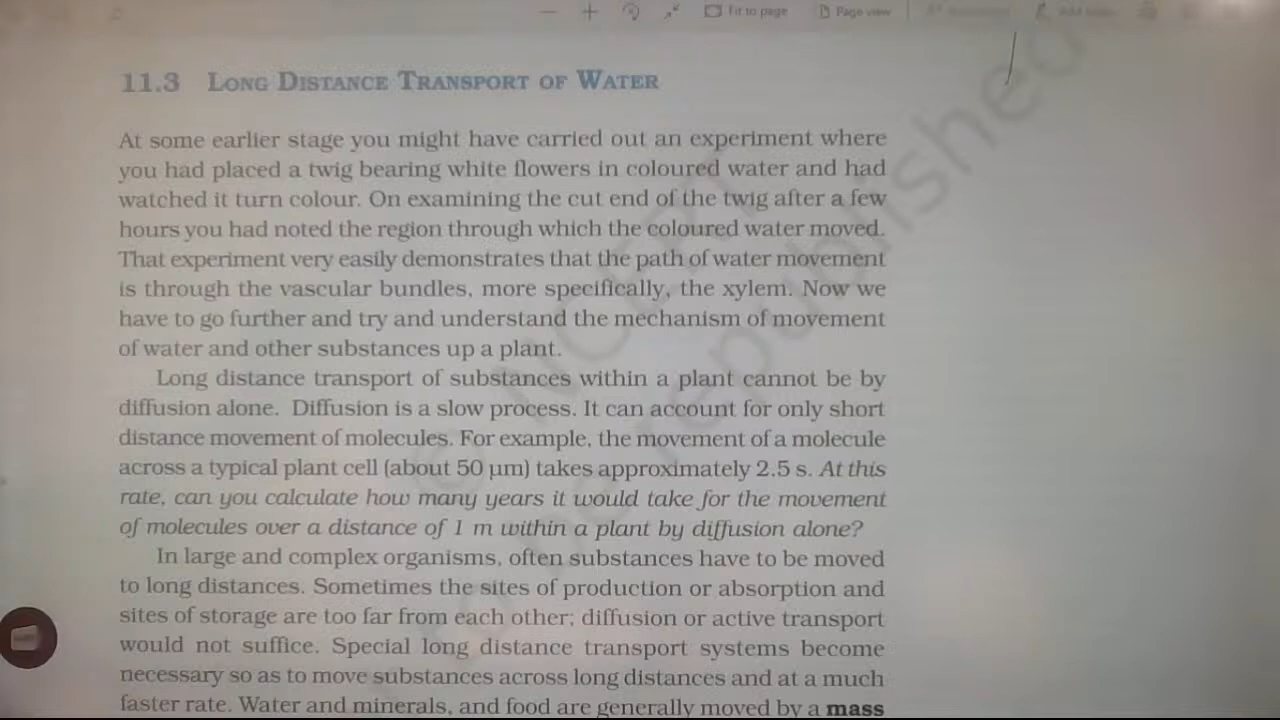 Fit to page Page view
11.3 LONG DISTANCE TRANSPORT OF WATER
At some earlier stage you might have carried out an experiment where
you had placed a twig bearing white flowers in coloured water and had
watched it turn colour. On examining the cut end of the twig after a few
hours you had noted the region through which the coloured water moved.
That experiment very easily demonstrates that the path of water movement
is through the vascular bundles, more specifically, the xylem. Now we
have to go further and try and understand the mechanism of movement
of water and other substances up a plant.
Long distance transport of substances within a plant cannot be by
diffusion alone. Diffusion is a slow process. It can account for only short
distance movement of molecules. For example, the movement of a molecule
across a typical plant cell (about 50 µm) takes approximately 2.5 s. At this
rate, can you calculate how many years it would take for the movement
of molecules over a distance of 1 m within a plant by diffusion alone?
In large and complex organisms, often substances have to be moved
to long distances. Sometimes the sites of production or absorption and
sites of storage are too far from each other; diffusion or active transport
would not suffice. Special long distance transport systems become
necessary so as to move substances across long distances and at a much
faster rate. Water and minerals, and food are generally moved by a mass
© NCERT
be republished